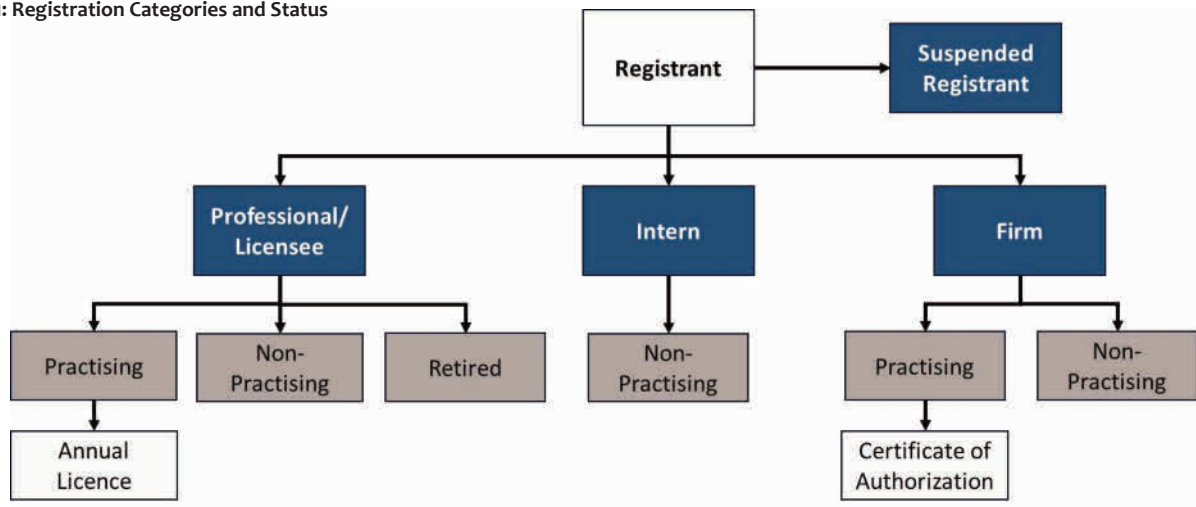 : Registration Categories and Status
Registrant
Suspended
Registrant
Professional/
Licensee
Intern
Firm
Practising
Non-
Practising
Retired
Non-
Practising
Practising
Non-
Practising
Annual
Licence
Certificate of
Authorization